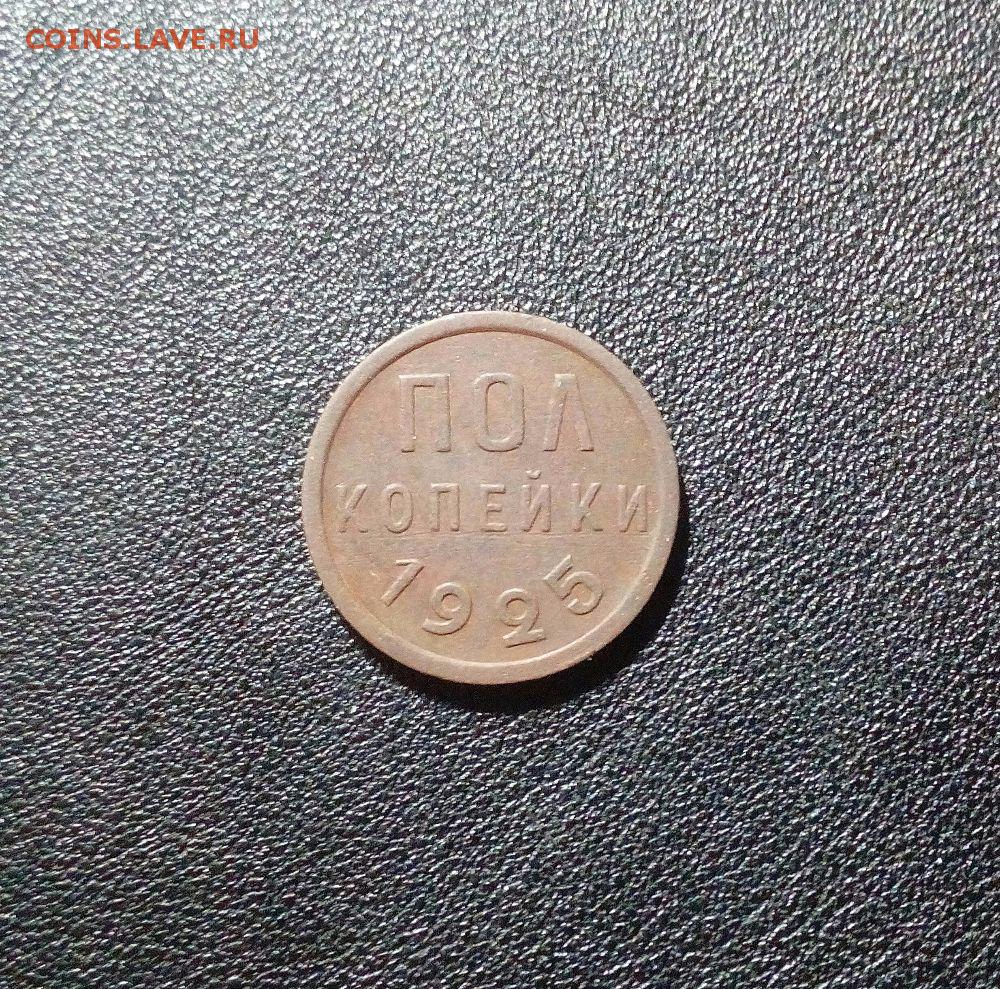 COINS.LAVE.RU
ПОЛ
КОПЕЙКИ
1925